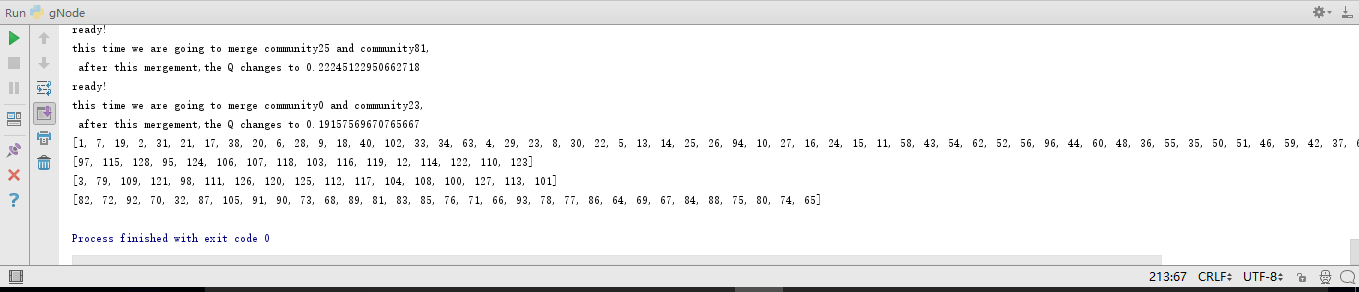 Run gNode
ready!
this time we are going to merge community25 and community81,
after this mergement,the Q changes to 0.22245122950662718
ready!
this time we are going to merge community0 and community23,
after this mergement,the Q changes to 0.19157569670765667
[1, 7, 19, 2, 31, 21, 17, 38, 20, 6, 28, 9, 18, 40, 102, 33, 34, 63, 4, 29, 23, 8, 30, 22, 5, 13, 14, 25, 26, 94, 10, 27, 16, 24, 15, 11, 58, 43, 54, 62, 52, 56, 96, 44, 60, 48, 36, 55, 35, 50, 51, 46, 59, 42, 37,
[97, 115, 128, 95, 124, 106, 107, 118, 103, 116, 119, 12, 114, 122, 110, 123]
[3, 79, 109, 121, 98, 111, 126, 120, 125, 112, 117, 104, 108, 100, 127, 113, 101]
[82, 72, 92, 70, 32, 87, 105, 91, 90, 73, 68, 89, 81, 83, 85, 76, 71, 66, 93, 78, 77, 86, 64, 69, 67, 84, 88, 75, 80, 74, 65]
Process finished with exit code 0
213:67 CRLF UTF-8